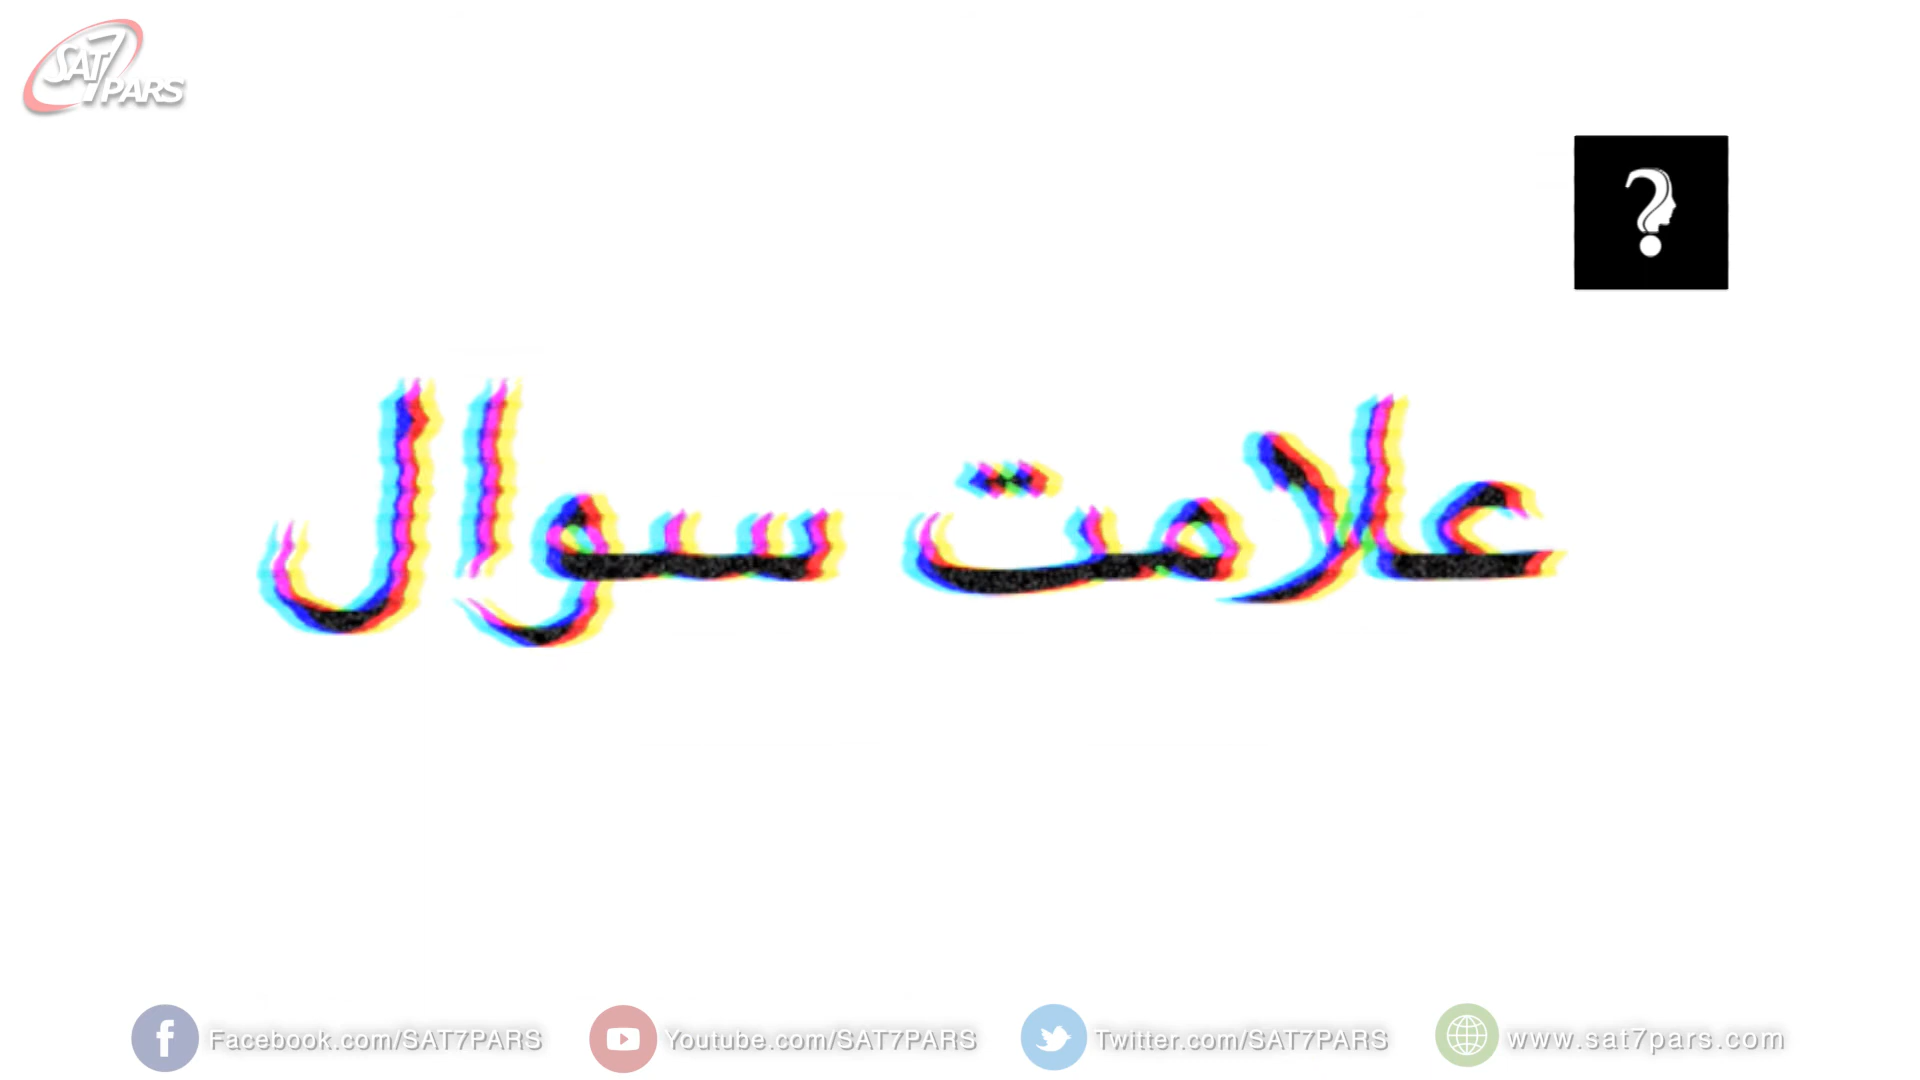 SAT7
PARS
?
علامت سوال
Facebook.com/SAT7PARS
Youtube.com/SAT7PARS
Twitter.com/SAT7PARS
www.sat7pars.com